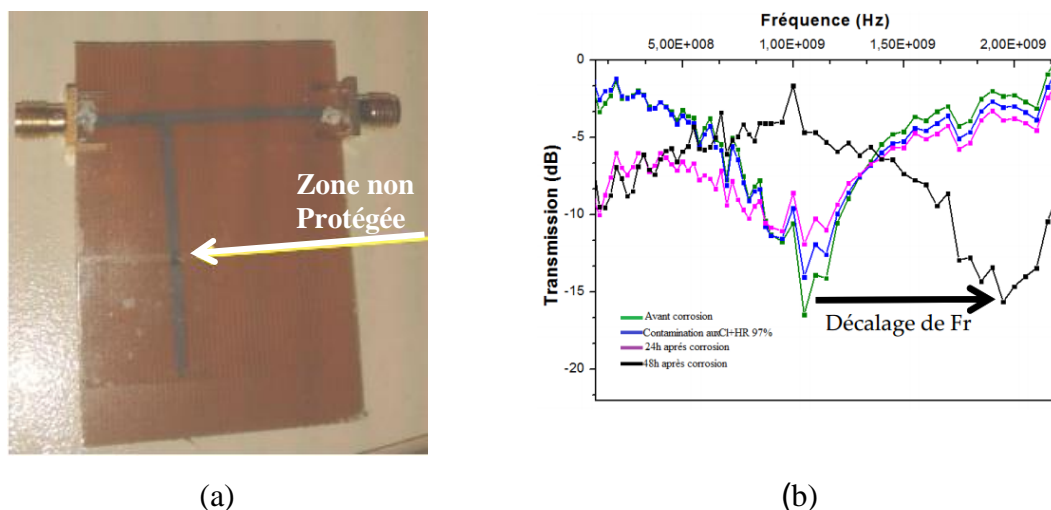 Zone non
Protégée
(a)
Fréquence (Hz)
5,00E+008 1,00E+009 1,50E+009 2,00E+009
Transmission (dB)
0
-5
-10
-15
-20
Avant corrosion
Contamination auxCl+HR 97%
24h aprés corrosion
48h après corrosion
Décalage de Fr
(b)